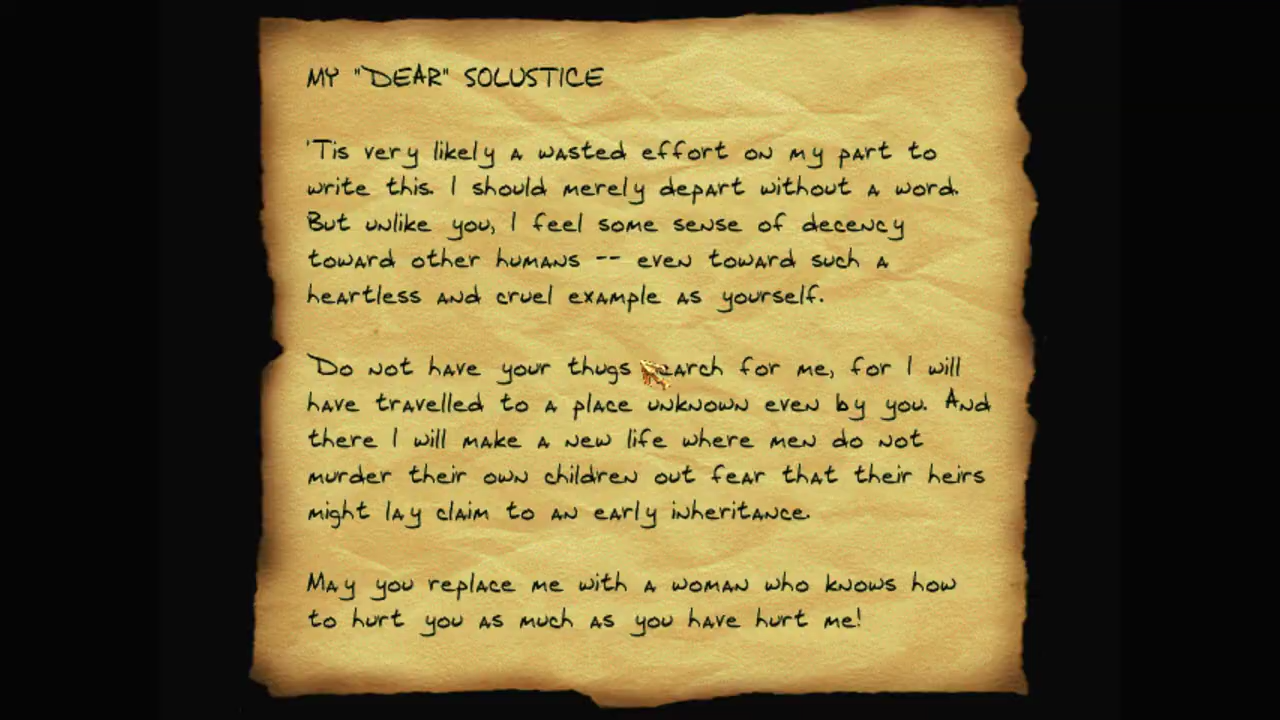 MY "DEAR" SOLUSTICE
'Tis very likely a wasted effort on my part to
write this. I should merely depart without a word.
But unlike you, I feel some sense of decency
toward other humans -- even toward such a
heartless and cruel example as yourself.
Do not have your thugs search for me, for I will
have travelled to a place unknown even by you. And
there I will make a new life where men do not
murder their own children out fear that their heirs
might lay claim to an early inheritance.
May you replace me with a woman who knows how
to hurt you as much as you have hurt me!